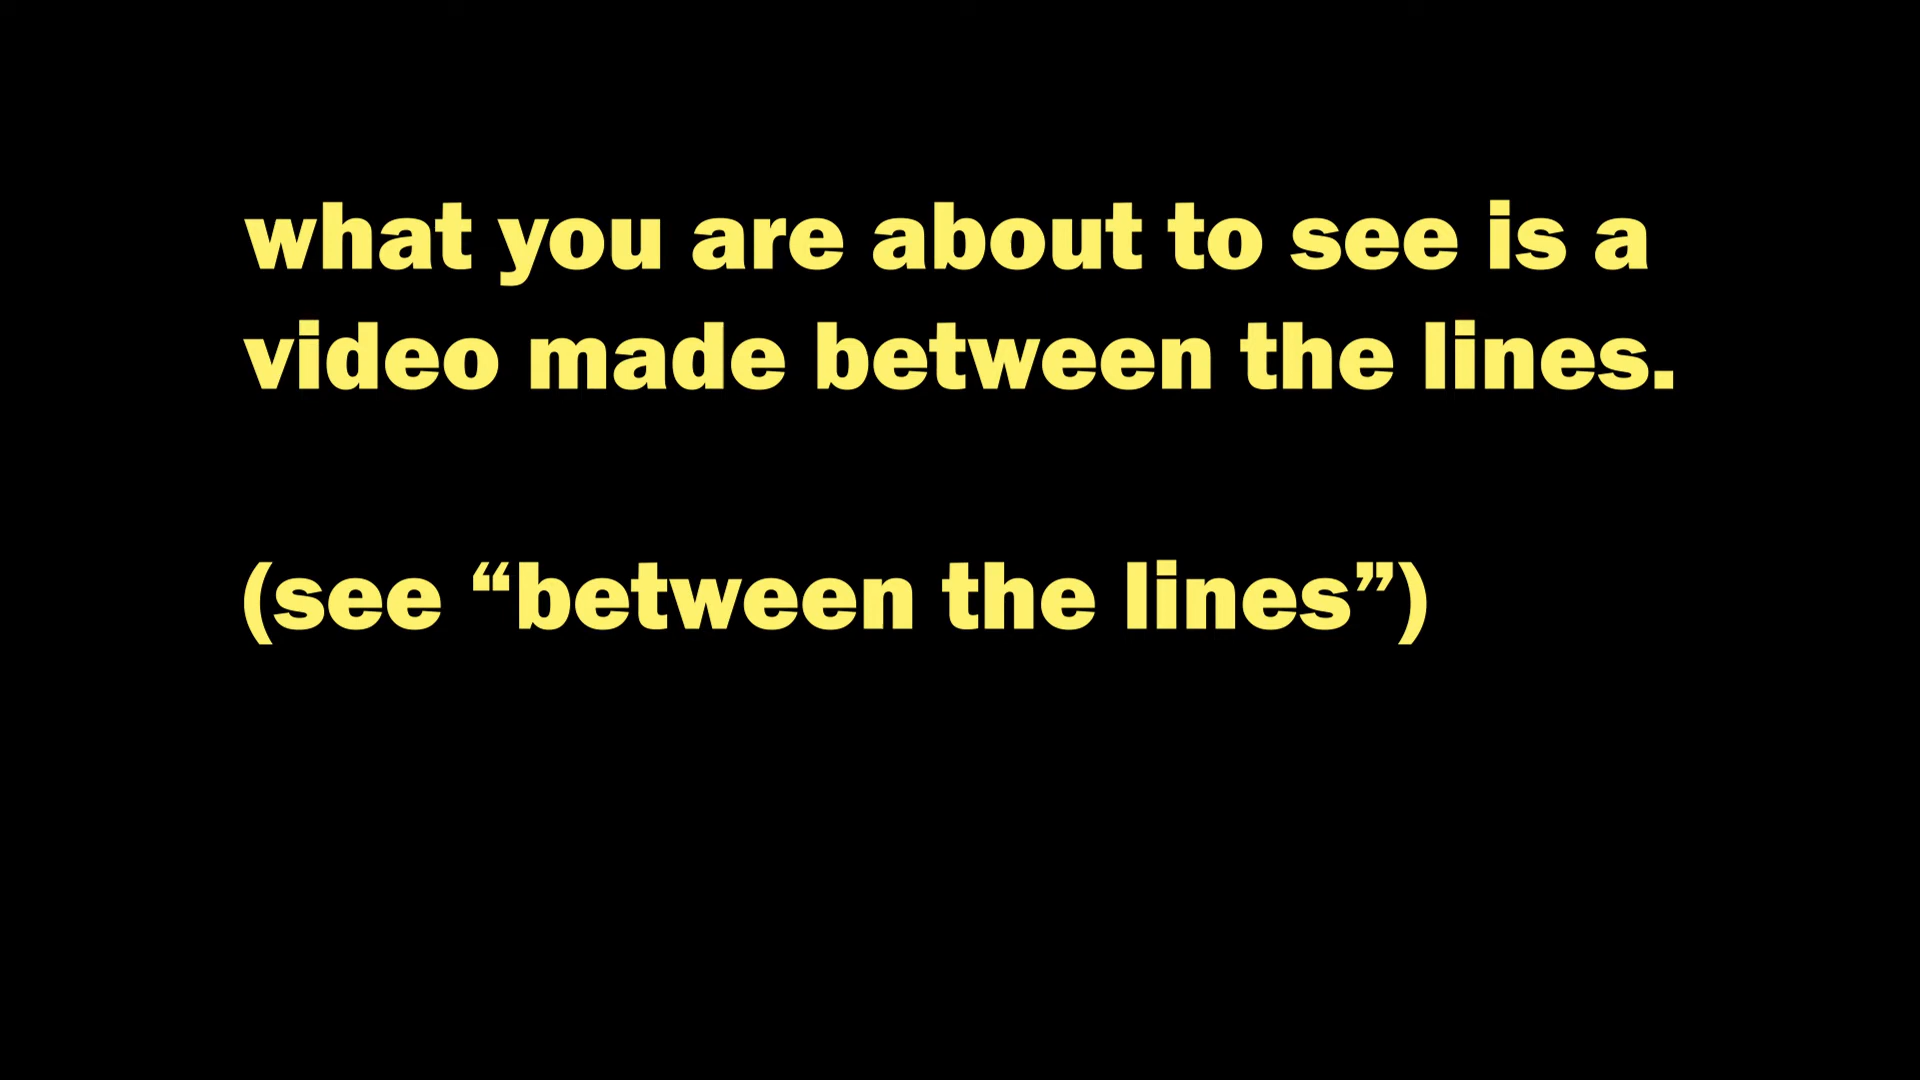 what you are about to see is a
video made between the lines.
(see “between the lines”)